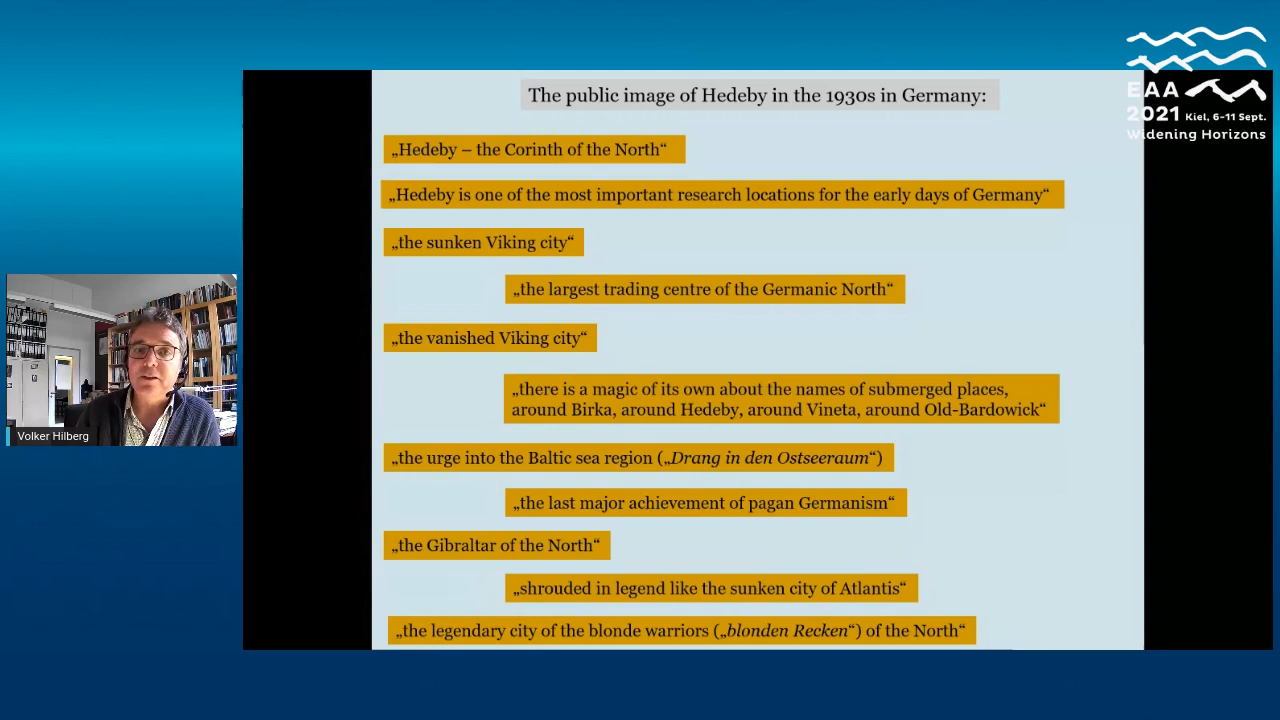 The public image of Hedeby in the 1930s in Germany:
„Hedeby – the Corinth of the North“
„Hedeby is one of the most important research locations for the early days of Germany“
„the sunken Viking city“
„the largest trading centre of the Germanic North“
„the vanished Viking city“
„there is a magic of its own about the names of submerged places,
around Birka, around Hedeby, around Vineta, around Old-Bardowick“
„the urge into the Baltic sea region („Drang in den Ostseeraum“)
„the last major achievement of pagan Germanism“
„the Gibraltar of the North“
„shrouded in legend like the sunken city of Atlantis“
„the legendary city of the blonde warriors („blonden Recken“) of the North“
EAA
2021 Kiel, 6-11 Sept.
Widening Horizons
Volker Hilberg